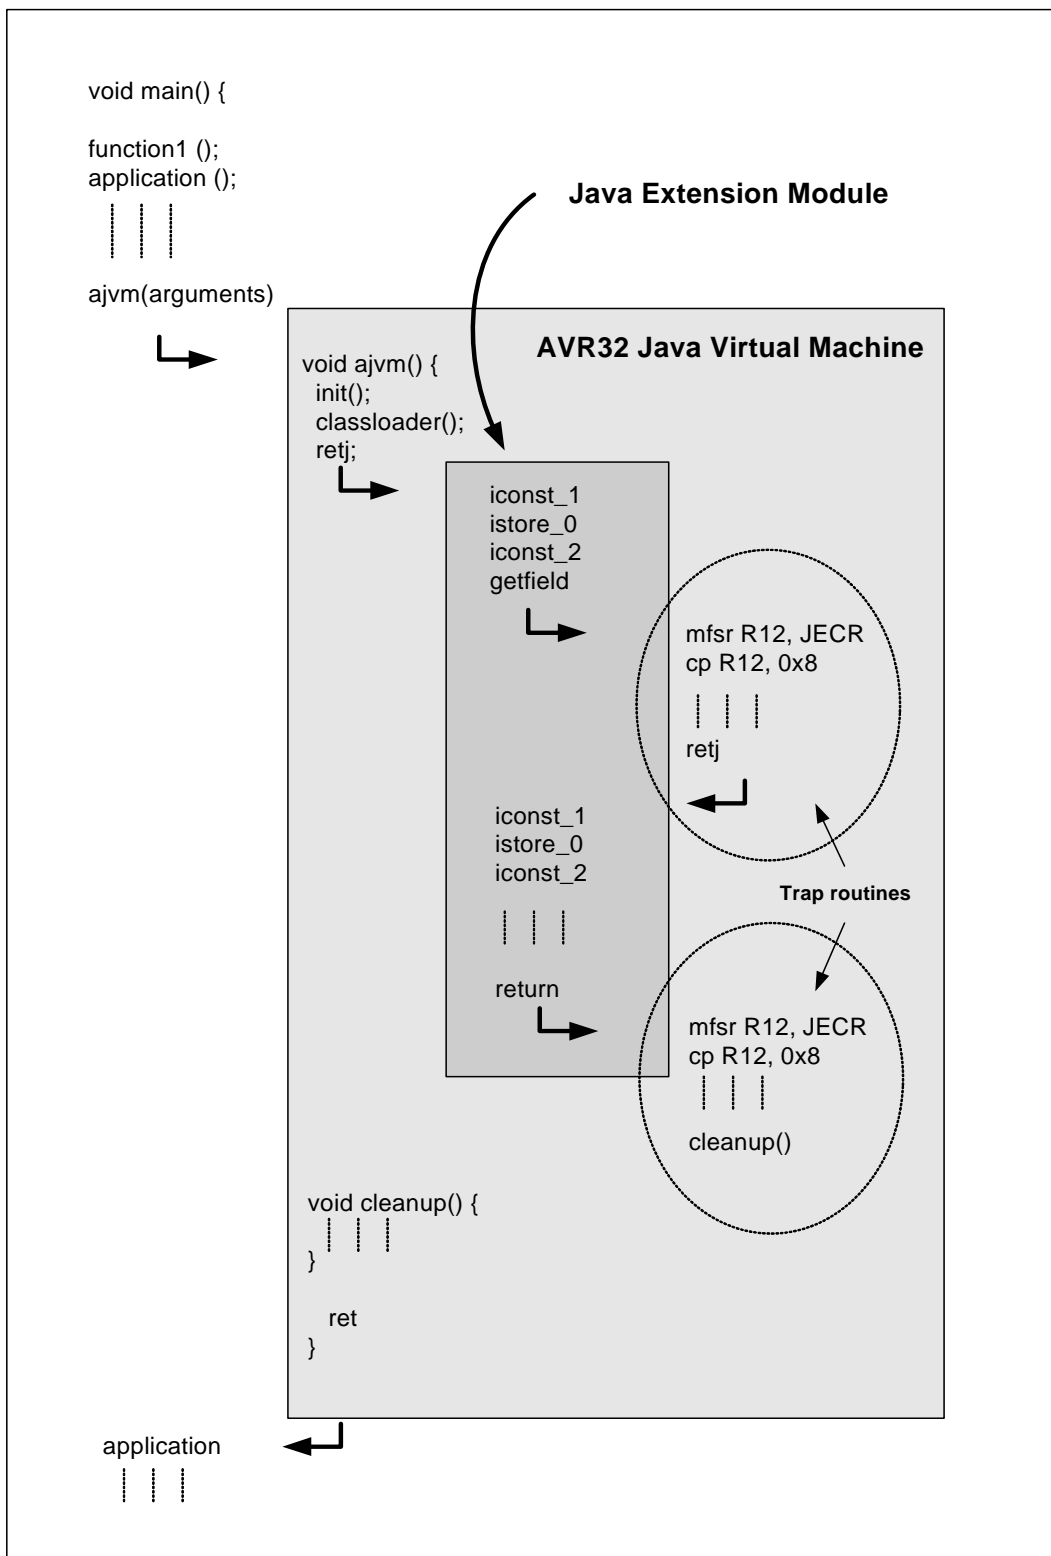 void main() {
function1 ();
application ();
Java Extension Module
ajvm(arguments)
AVR32 Java Virtual Machine
void ajvm() {
init();
classloader();
retj;
iconst_1
istore_0
iconst_2
getfield
mfsr R12, JECR
cp R12, 0x8
retj
iconst_1
istore_0
iconst_2
Trap routines
return
mfsr R12, JECR
cp R12, 0x8
cleanup()
void cleanup() {
}
ret
}
application